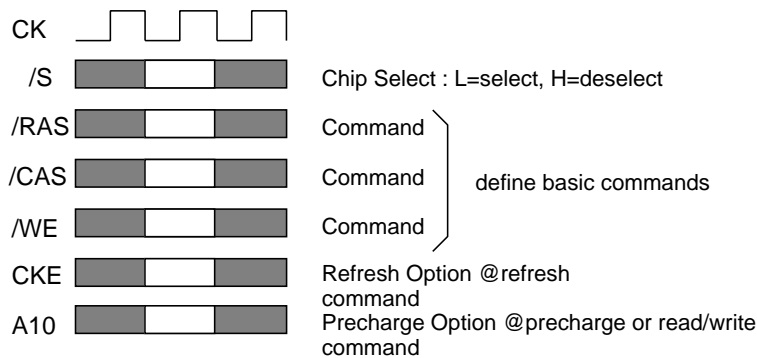 CK
/S Chip Select : L=select, H=deselect
/RAS Command
/CAS Command define basic commands
/WE Command
CKE Refresh Option @refresh
command
A10 Precharge Option @precharge or read/write
command